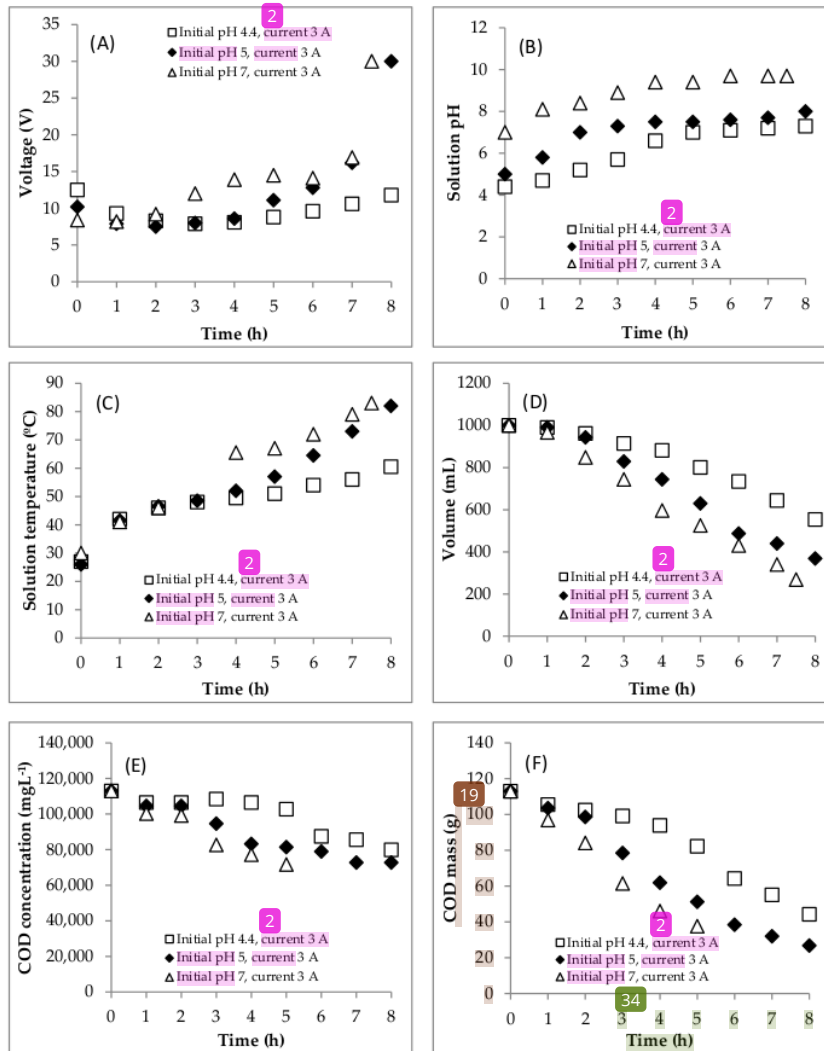 (A)
2
Initial pH 4.4, current 3 A
Initial pH 5, current 3 A
Initial pH 7, current 3 A
35
30
25
20
15
10
5
0
Voltage (V)
0 1 2 3 4 5 6 7 8
Time (h)
(B)
12
10
8
6
4
2
0
Solution pH
2
Initial pH 4.4, current 3 A
Initial pH 5, current 3 A
Initial pH 7, current 3 A
0 1 2 3 4 5 6 7 8
Time (h)
(C)
90
80
70
60
50
40
30
20
10
0
Solution temperature (ºC)
2
Initial pH 4.4, current 3 A
Initial pH 5, current 3 A
Initial pH 7, current 3 A
0 1 2 3 4 5 6 7 8
Time (h)
(D)
1200
1000
800
600
400
200
0
Volume (mL)
2
Initial pH 4.4, current 3 A
Initial pH 5, current 3 A
Initial pH 7, current 3 A
0 1 2 3 4 5 6 7 8
Time (h)
(E)
140,000
120,000
100,000
80,000
60,000
40,000
20,000
0
COD concentration (mgL⁻¹)
2
Initial pH 4.4, current 3 A
Initial pH 5, current 3 A
Initial pH 7, current 3 A
0 1 2 3 4 5 6 7 8
Time (h)
(F)
140
120
100
80
60
40
20
0
19
COD mass (g)
2
Initial pH 4.4, current 3 A
Initial pH 5, current 3 A
Initial pH 7, current 3 A
34
0 1 2 3 4 5 6 7 8
Time (h)